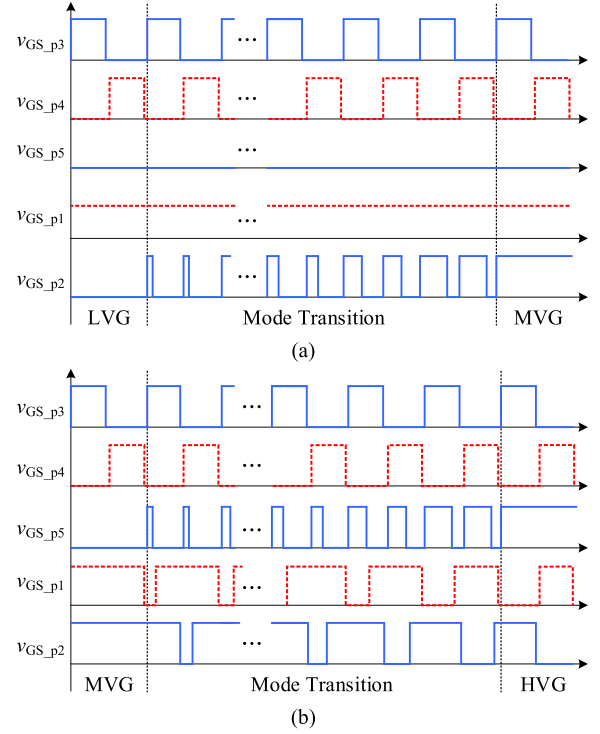 vGS_p3
...
vGS_p4
...
vGS_p5
...
vGS_p1
...
vGS_p2
...
LVG Mode Transition MVG
(a)
vGS_p3
...
vGS_p4
...
vGS_p5
...
vGS_p1
...
vGS_p2
...
MVG Mode Transition HVG
(b)